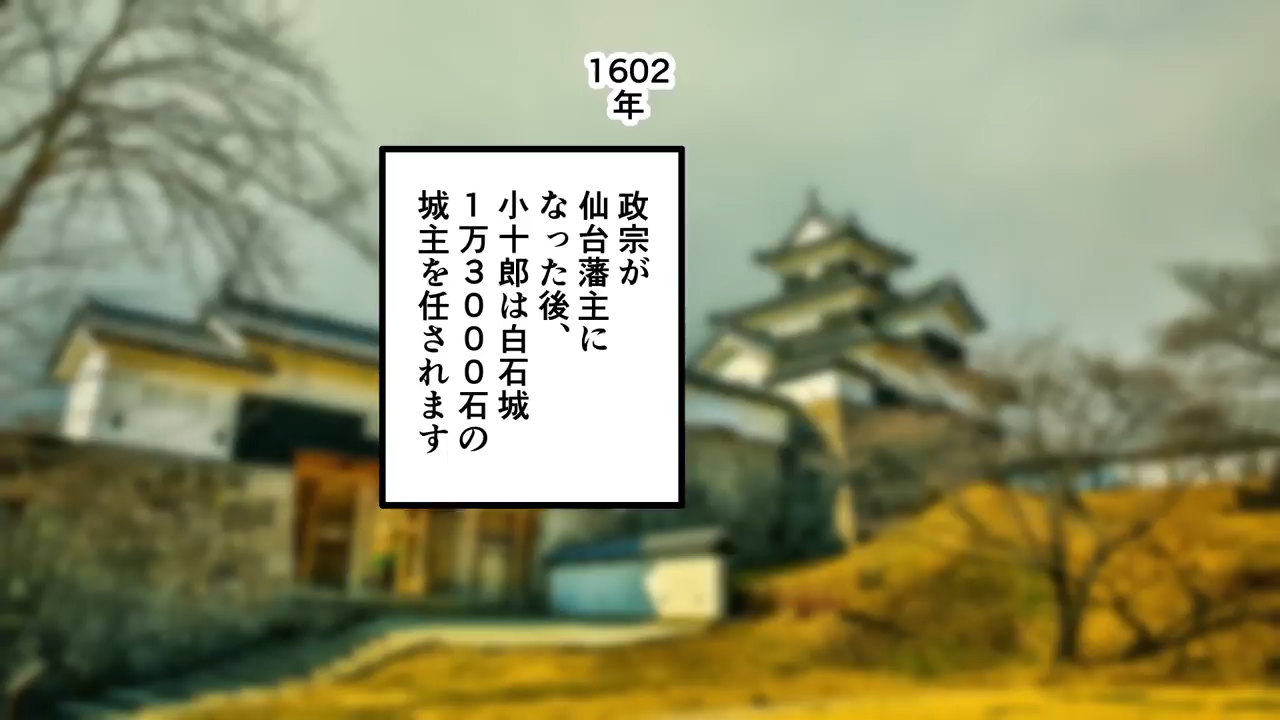 1602
年
政宗が
仙台藩主に
なった後、
小十郎は白石城
１万３０００石の
城主を任されます